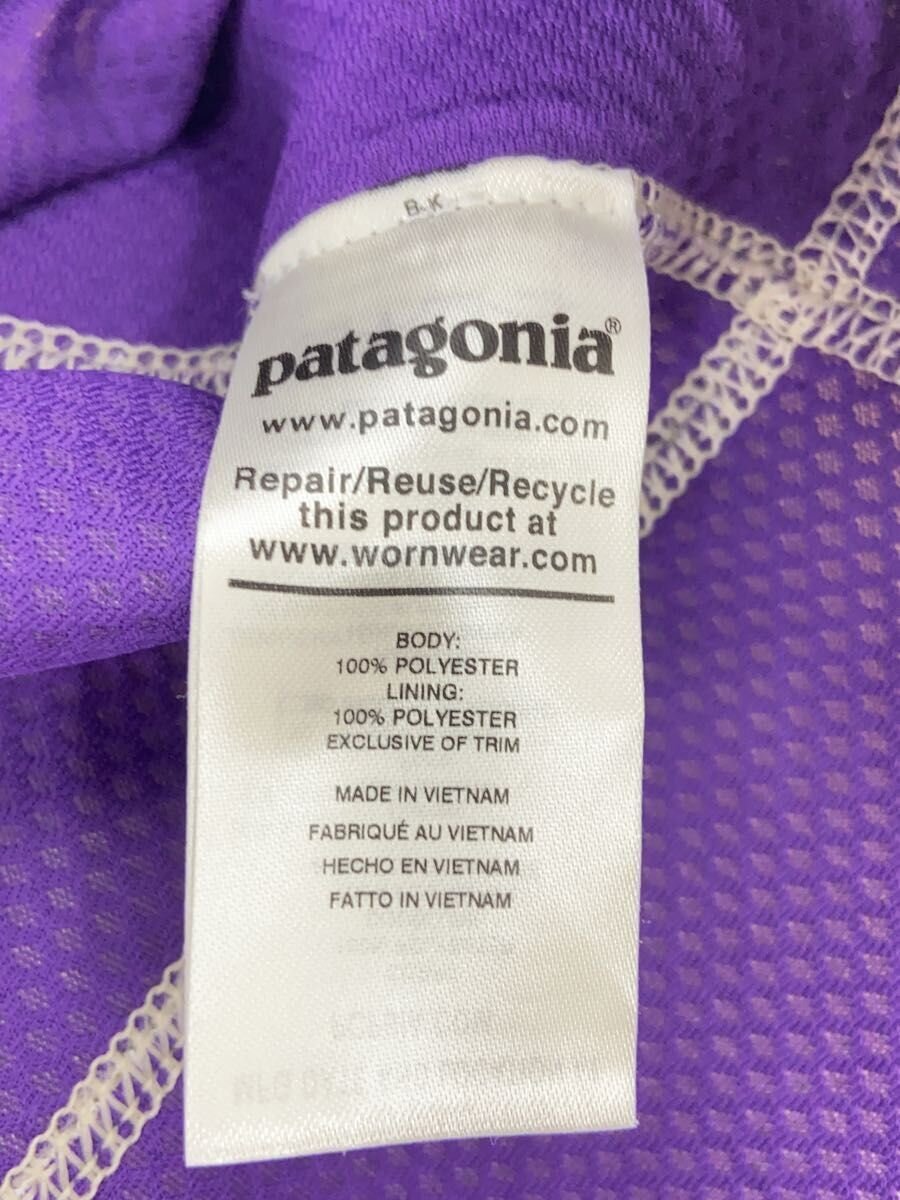 patagonia®
www.patagonia.com
Repair/Reuse/Recycle
this product at
www.wornwear.com
BODY:
100% POLYESTER
LINING:
100% POLYESTER
EXCLUSIVE OF TRIM
MADE IN VIETNAM
FABRIQUÉ AU VIETNAM
HECHO EN VIETNAM
FATTO IN VIETNAM